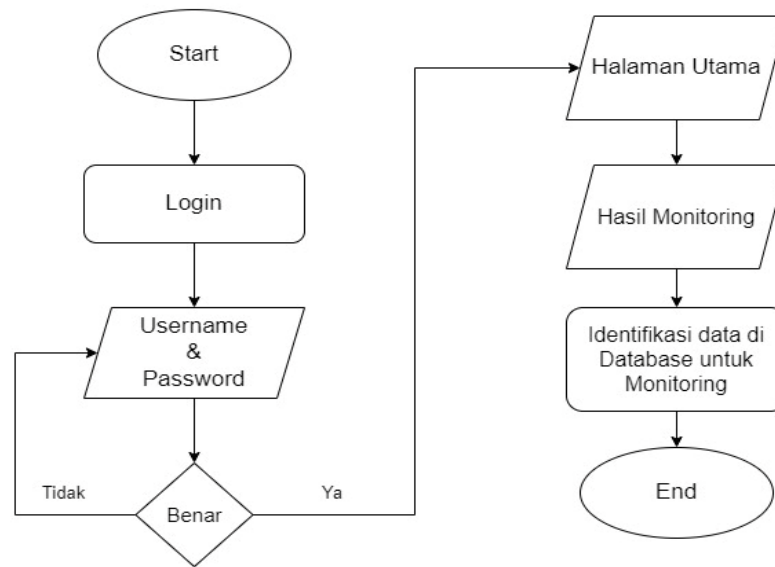 Start
Login
Username
&
Password
Benar
Tidak
Ya
Halaman Utama
Hasil Monitoring
Identifikasi data di
Database untuk
Monitoring
End